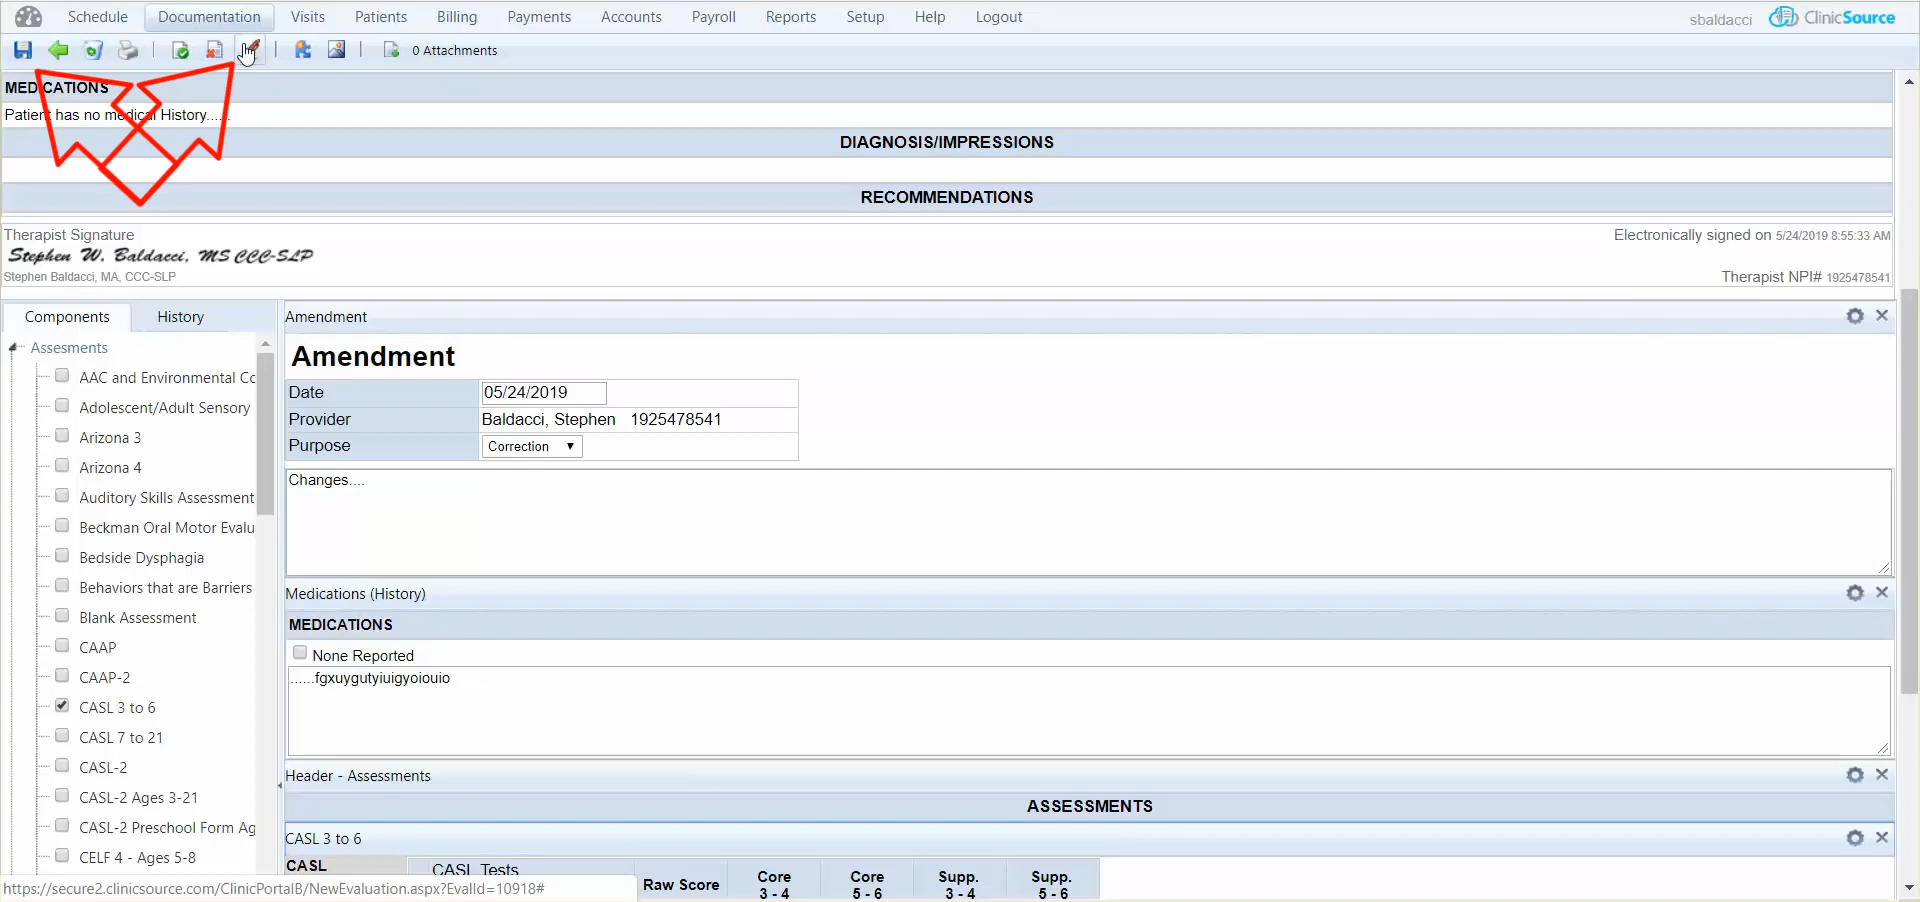 Schedule Documentation Visits Patients Billing Payments Accounts Payroll Reports Setup Help Logout sbaldacci ClinicSource
0 Attachments
MEDICATIONS
Patient has no medical History.....
DIAGNOSIS/IMPRESSIONS
RECOMMENDATIONS
Therapist Signature Electronically signed on 5/24/2019 8:55:33 AM
Stephen W. Baldacci, MS CCC-SLP
Stephen Baldacci, MA, CCC-SLP Therapist NPI# 1925478541
Components History
Assesments
AAC and Environmental Co
Adolescent/Adult Sensory
Arizona 3
Arizona 4
Auditory Skills Assessment
Beckman Oral Motor Evalu
Bedside Dysphagia
Behaviors that are Barriers
Blank Assessment
CAAP
CAAP-2
CASL 3 to 6
CASL 7 to 21
CASL-2
CASL-2 Ages 3-21
CASL-2 Preschool Form Ag
CELF 4 - Ages 5-8
https://secure2.clinicsource.com/ClinicPortalB/NewEvaluation.aspx?EvalId=10918#
Amendment
Amendment
Date 05/24/2019
Provider Baldacci, Stephen 1925478541
Purpose Correction
Changes....
Medications (History)
MEDICATIONS
None Reported
......fgxuygutyiuigyoiouio
Header - Assessments
ASSESSMENTS
CASL 3 to 6
CASL CASL Tests
Raw Score Core Core Supp. Supp.
3 - 4 5 - 6 3 - 4 5 - 6